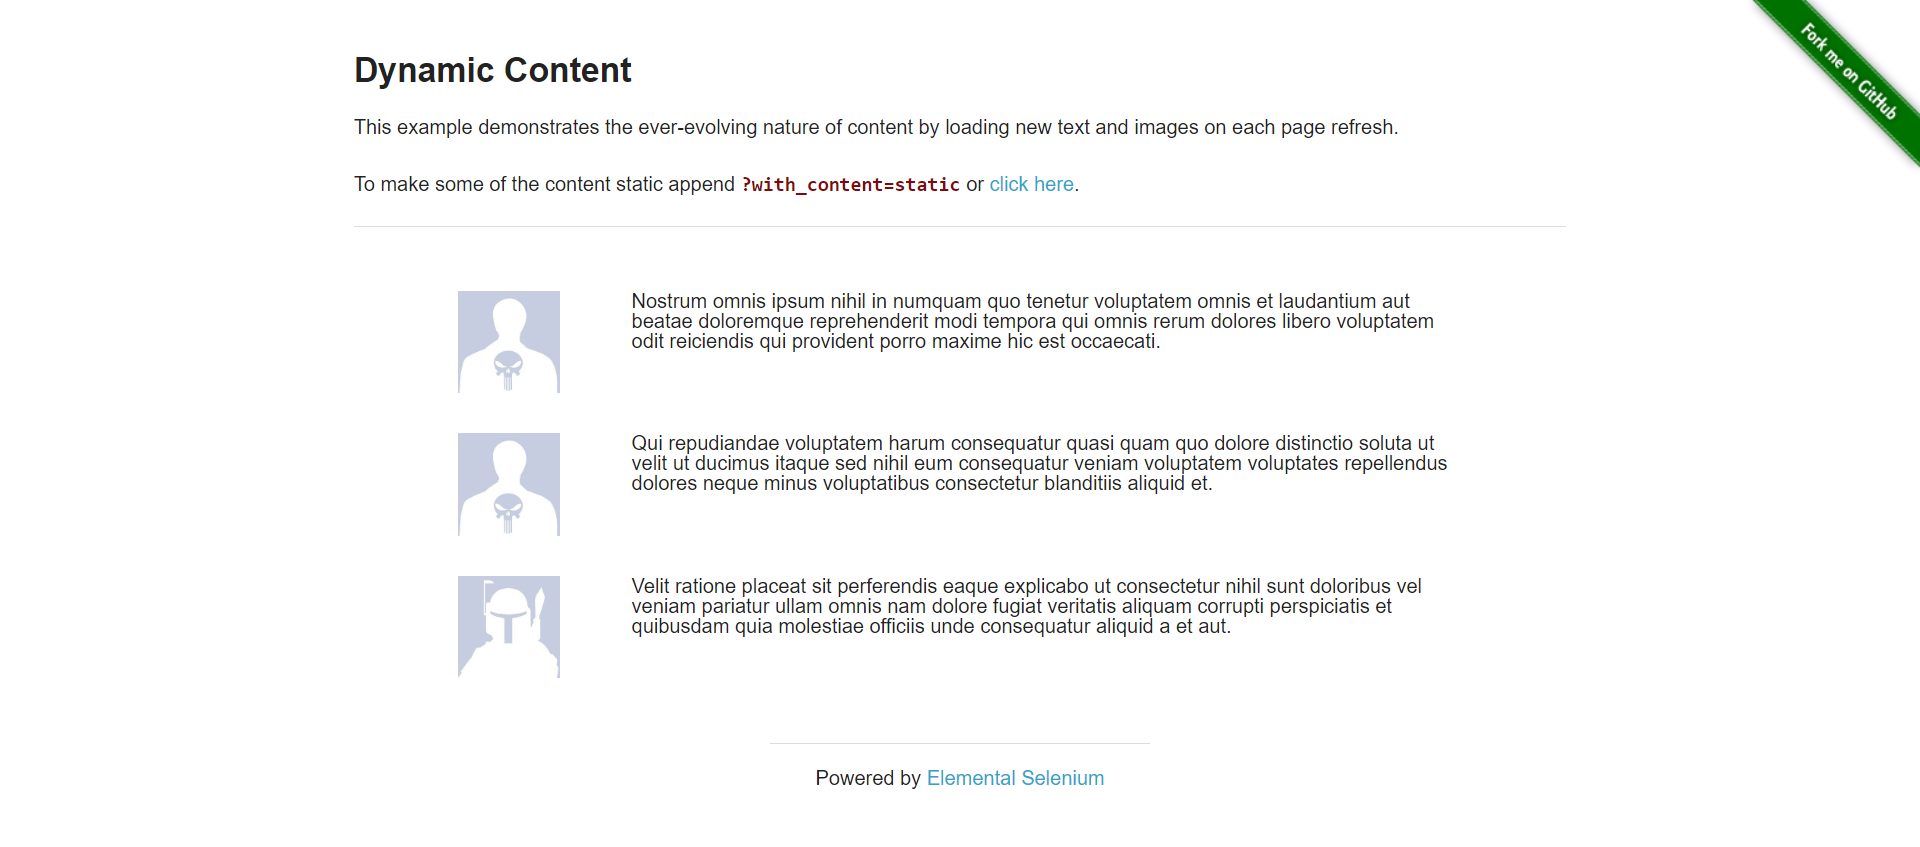 Fork me on GitHub
Dynamic Content
This example demonstrates the ever-evolving nature of content by loading new text and images on each page refresh.
To make some of the content static append ?with_content=static or click here.
Nostrum omnis ipsum nihil in numquam quo tenetur voluptatem omnis et laudantium aut
beatae doloremque reprehenderit modi tempora qui omnis rerum dolores libero voluptatem
odit reiciendis qui provident porro maxime hic est occaecati.
Qui repudiandae voluptatem harum consequatur quasi quam quo dolore distinctio soluta ut
velit ut ducimus itaque sed nihil eum consequatur veniam voluptatem voluptates repellendus
dolores neque minus voluptatibus consectetur blanditiis aliquid et.
Velit ratione placeat sit perferendis eaque explicabo ut consectetur nihil sunt doloribus vel
veniam pariatur ullam omnis nam dolore fugiat veritatis aliquam corrupti perspiciatis et
quibusdam quia molestiae officiis unde consequatur aliquid a et aut.
Powered by Elemental Selenium